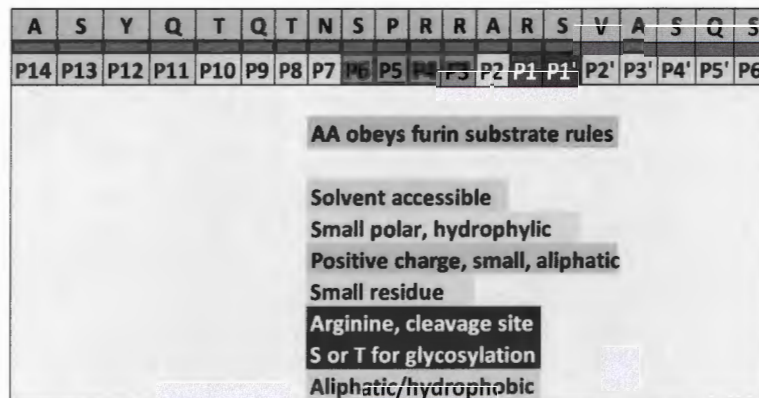 A S Y Q T Q T N S P R R A R S V A S Q S
P14 P13 P12 P11 P10 P9 P8 P7 P6 P5 P4 P3 P2 P1 P1' P2' P3' P4' P5' P6
AA obeys furin substrate rules
Solvent accessible
Small polar, hydrophylic
Positive charge, small, aliphatic
Small residue
Arginine, cleavage site
S or T for glycosylation
Aliphatic/hydrophobic